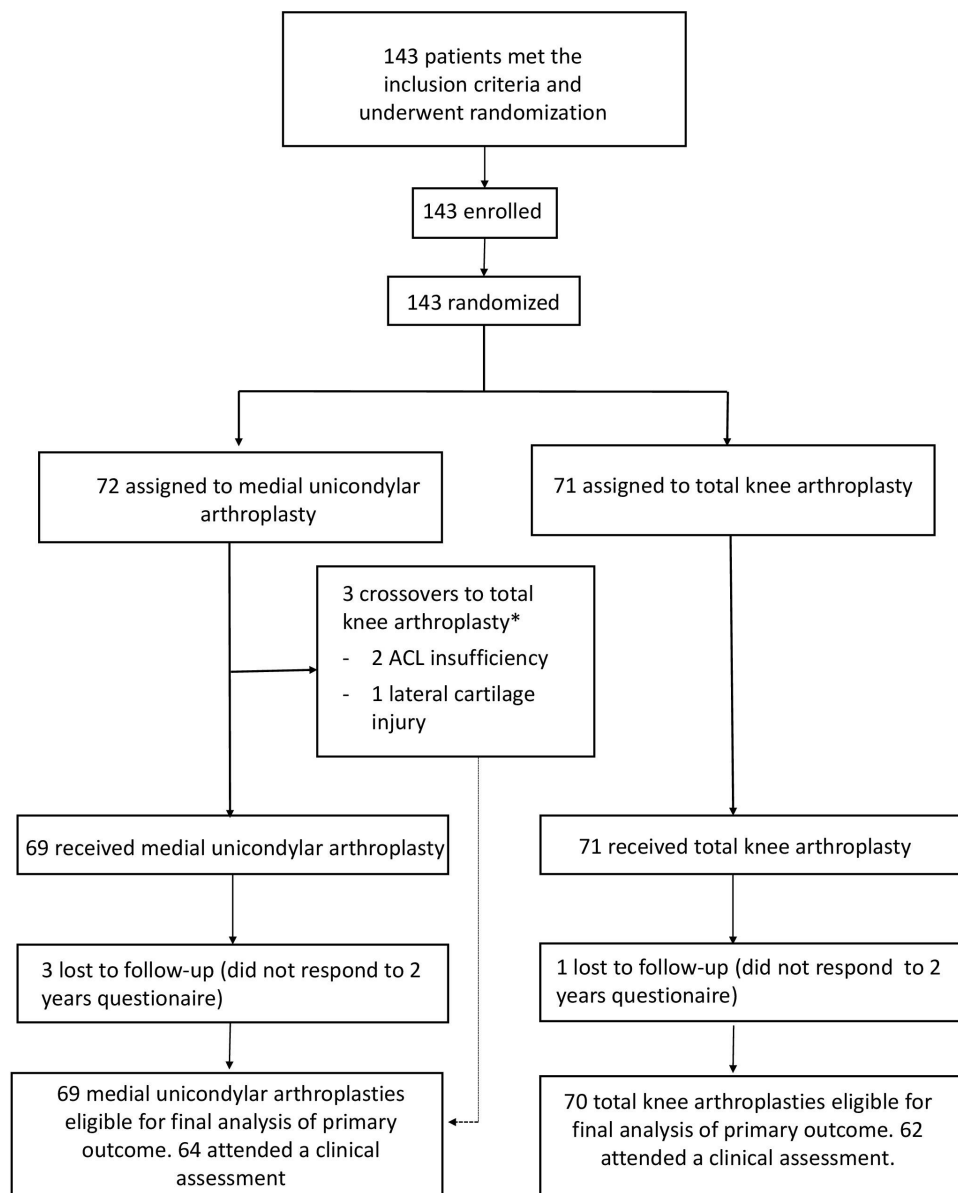 143 patients met the
inclusion criteria and
underwent randomization
143 enrolled
143 randomized
72 assigned to medial unicondylar
arthroplasty
71 assigned to total knee arthroplasty
3 crossovers to total
knee arthroplasty*
- 2 ACL insufficiency
- 1 lateral cartilage
injury
69 received medial unicondylar arthroplasty
71 received total knee arthroplasty
3 lost to follow-up (did not respond to 2
years questionaire)
1 lost to follow-up (did not respond to 2
years questionaire)
69 medial unicondylar arthroplasties
eligible for final analysis of primary
outcome. 64 attended a clinical
assessment
70 total knee arthroplasties eligible for
final analysis of primary outcome. 62
attended a clinical assessment.